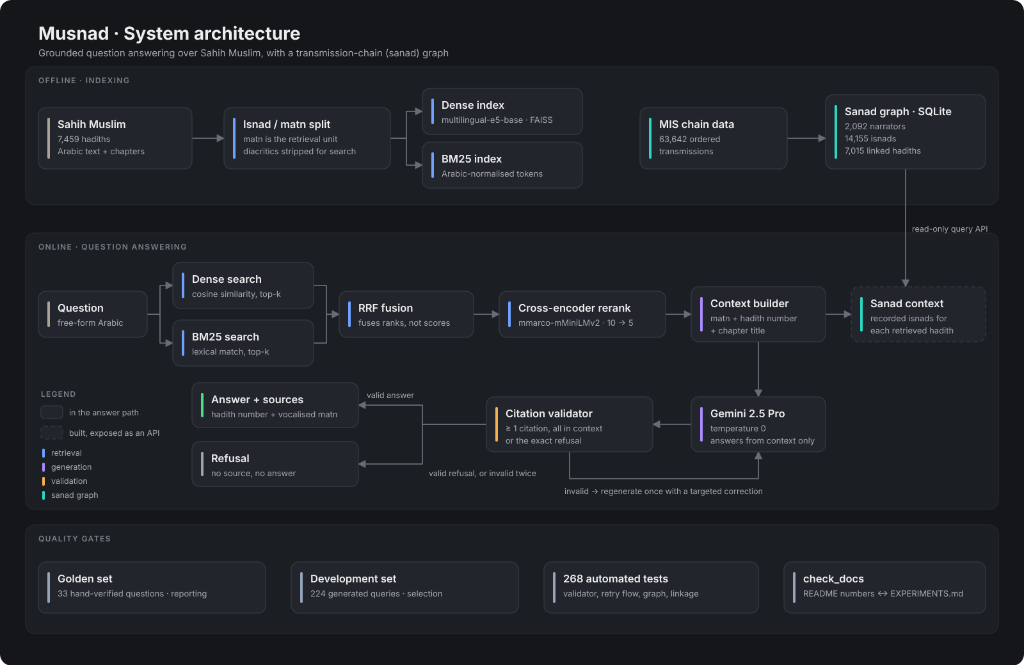 Musnad · System architecture
Grounded question answering over Sahih Muslim, with a transmission-chain (sanad) graph
OFFLINE · INDEXING
Sahih Muslim
7,459 hadiths
Arabic text + chapters
Isnad / matn split
matn is the retrieval unit
diacritics stripped for search
Dense index
multilingual-e5-base · FAISS
BM25 index
Arabic-normalised tokens
MIS chain data
63,642 ordered
transmissions
Sanad graph · SQLite
2,092 narrators
14,155 isnads
7,015 linked hadiths
read-only query API
ONLINE · QUESTION ANSWERING
Question
free-form Arabic
Dense search
cosine similarity, top-k
BM25 search
lexical match, top-k
RRF fusion
fuses ranks, not scores
Cross-encoder rerank
mmarco-mMiniLMv2 · 10 → 5
Context builder
matn + hadith number
+ chapter title
Sanad context
recorded isnads for
each retrieved hadith
LEGEND
in the answer path
built, exposed as an API
retrieval
generation
validation
sanad graph
Answer + sources
hadith number + vocalised matn
Refusal
no source, no answer
valid answer
valid refusal, or invalid twice
Citation validator
≥ 1 citation, all in context
or the exact refusal
Gemini 2.5 Pro
temperature 0
answers from context only
invalid → regenerate once with a targeted correction
QUALITY GATES
Golden set
33 hand-verified questions · reporting
Development set
224 generated queries · selection
268 automated tests
validator, retry flow, graph, linkage
check_docs
README numbers ↔ EXPERIMENTS.md